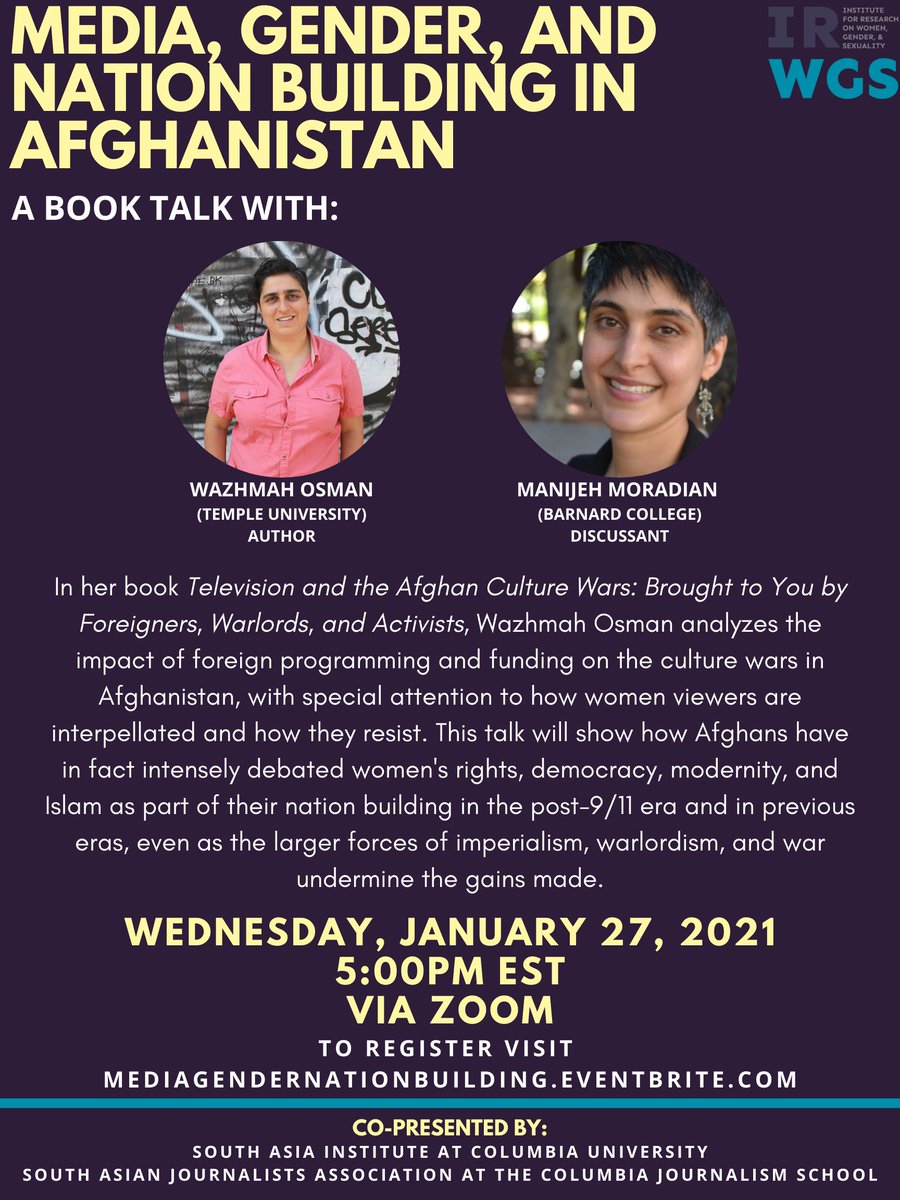 MEDIA, GENDER, AND
NATION BUILDING IN
AFGHANISTAN
IR
INSTITUTE
FOR RESEARCH
ON WOMEN,
GENDER, &
SEXUALITY
WGS
A BOOK TALK WITH:
WAZHMAH OSMAN
(TEMPLE UNIVERSITY)
AUTHOR
MANIJEH MORADIAN
(BARNARD COLLEGE)
DISCUSSANT
In her book Television and the Afghan Culture Wars: Brought to You by
Foreigners, Warlords, and Activists, Wazhmah Osman analyzes the
impact of foreign programming and funding on the culture wars in
Afghanistan, with special attention to how women viewers are
interpellated and how they resist. This talk will show how Afghans have
in fact intensely debated women's rights, democracy, modernity, and
Islam as part of their nation building in the post-9/11 era and in previous
eras, even as the larger forces of imperialism, warlordism, and war
undermine the gains made.
WEDNESDAY, JANUARY 27, 2021
5:00PM EST
VIA ZOOM
TO REGISTER VISIT
MEDIAGENDERNATIONBUILDING.EVENTBRITE.COM
CO-PRESENTED BY:
SOUTH ASIA INSTITUTE AT COLUMBIA UNIVERSITY
SOUTH ASIAN JOURNALISTS ASSOCIATION AT THE COLUMBIA JOURNALISM SCHOOL